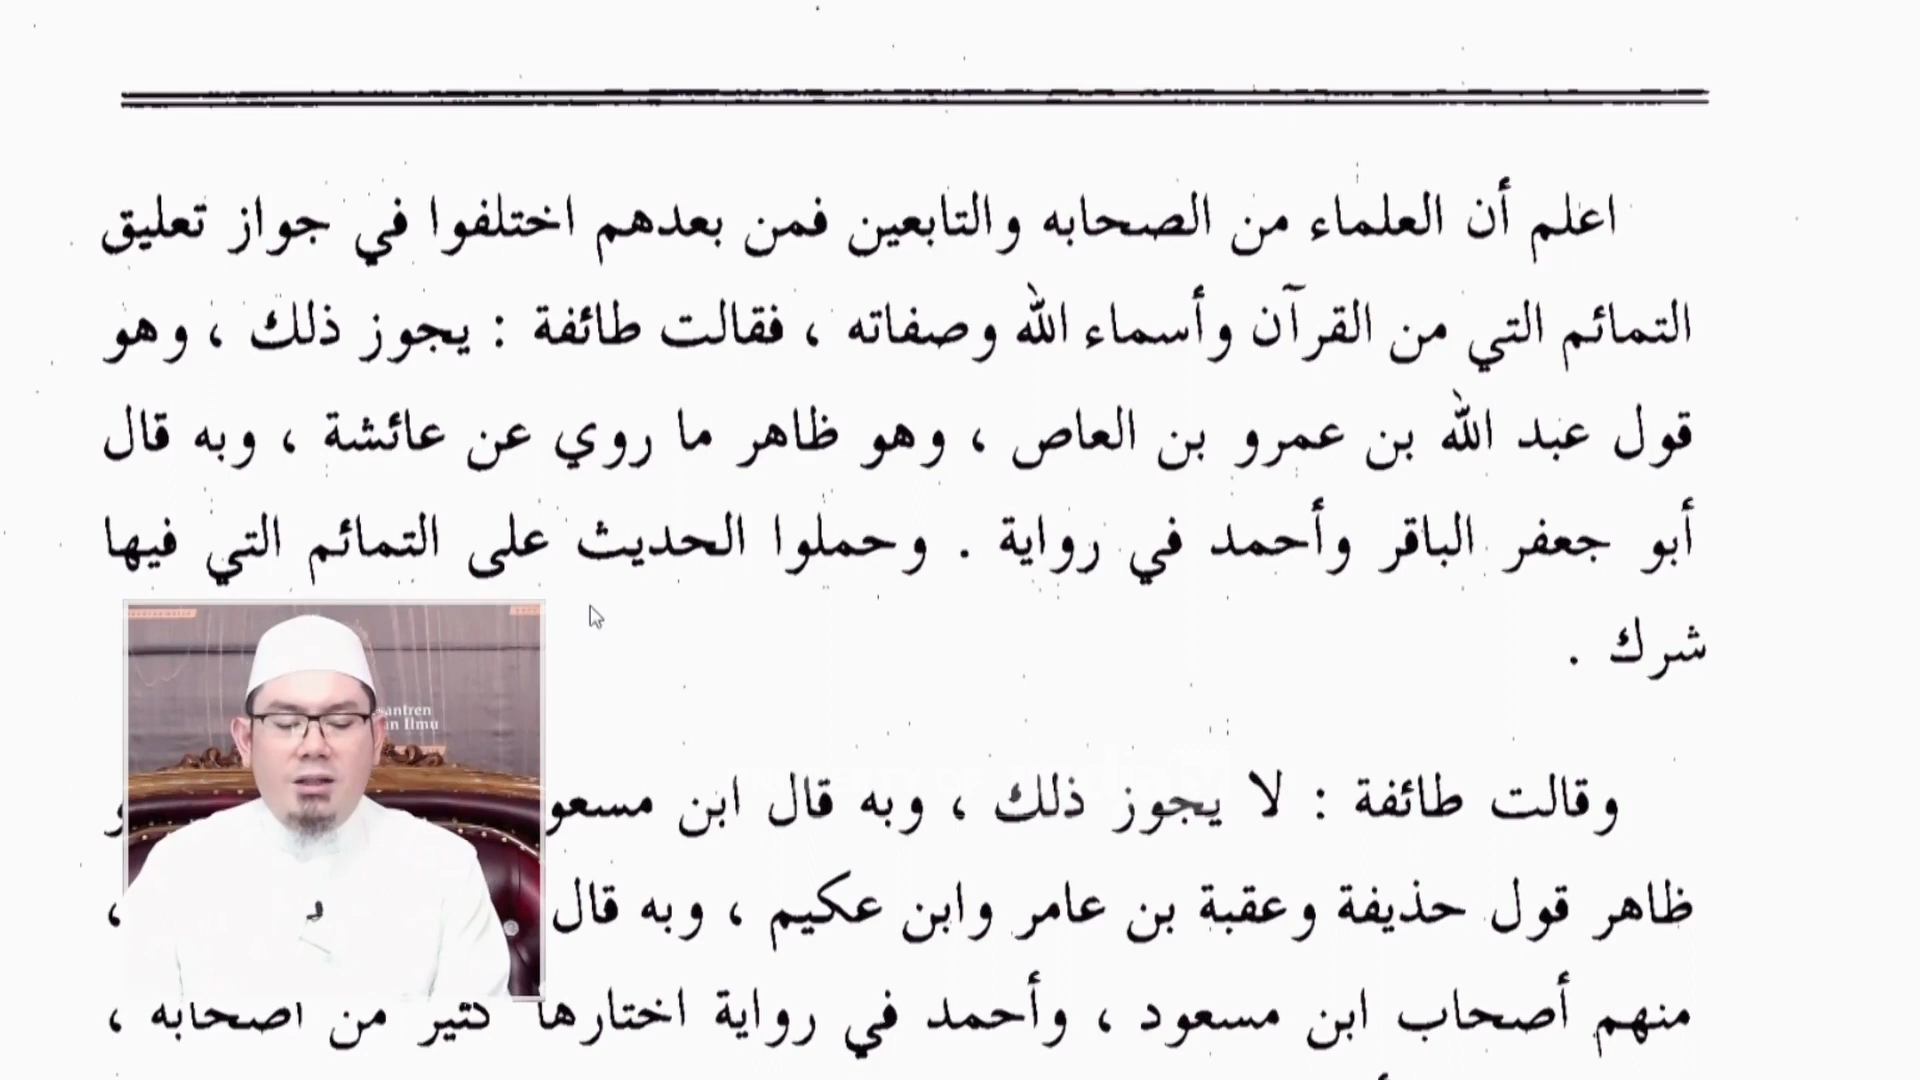 اعلم أن العلماء من الصحابه والتابعين فمن بعدهم اختلفوا في جواز تعليق
التمائم التي من القرآن وأسماء الله وصفاته ، فقالت طائفة : يجوز ذلك ، وهو
قول عبد الله بن عمرو بن العاص ، وهو ظاهر ما روي عن عائشة ، وبه قال
أبو جعفر الباقر وأحمد في رواية . وحملوا الحديث على التمائم التي فيها
شرك .
وقالت طائفة : لا يجوز ذلك ، وبه قال ابن
ظاهر قول حذيفة وعقبة بن عامر وابن عكيم ، وبه قال ،
منهم أصحاب ابن مسعود ، وأحمد في رواية اختارها كثير من اصحابه ،
antren
n Ilmu